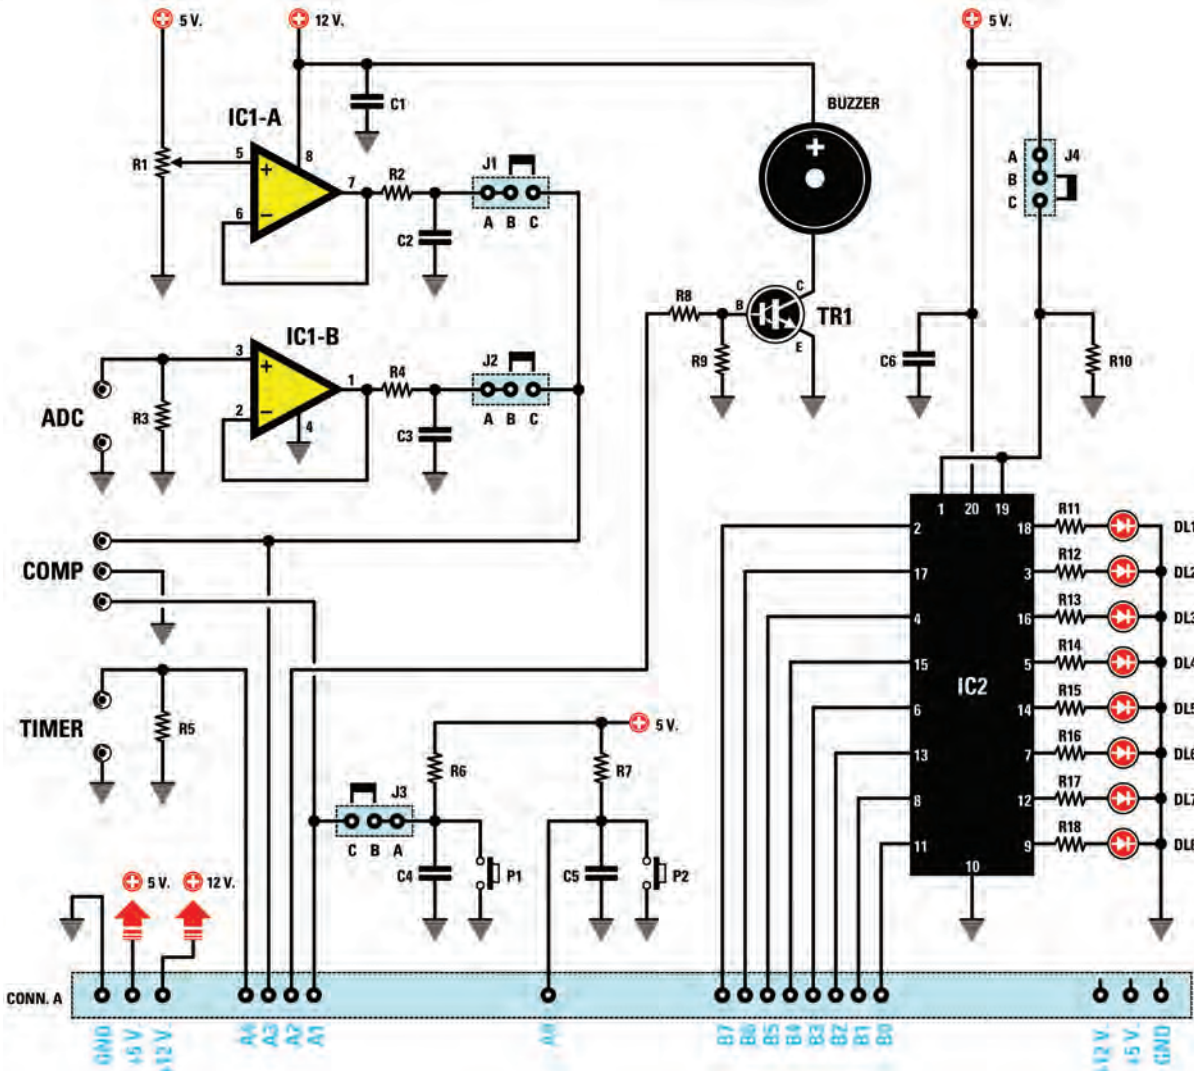 5 V.
12 V.
5 V.
C1
BUZZER
IC1-A
R1
5
+
8
7
R2
J1
6
−
A B C
C2
A
B
C
J4
R8
B
C
E
TR1
R9
C6
R10
IC1-B
3
+
1
R4
J2
2
−
4
A B C
C3
ADC
R3
COMP
TIMER
R5
1 20 19
2
17
4
15
6
13
8
11
IC2
10
18
3
16
5
14
7
12
9
R11
R12
R13
R14
R15
R16
R17
R18
DL1
DL2
DL3
DL4
DL5
DL6
DL7
DL8
5 V.
R6
R7
J3
C B A
C4
P1
C5
P2
5 V.
12 V.
CONN. A
GND
+5 V
+12 V.
A4
A3
A2
A1
B7
B6
B5
B4
B3
B2
B1
B0
+12 V.
+5 V.
GND